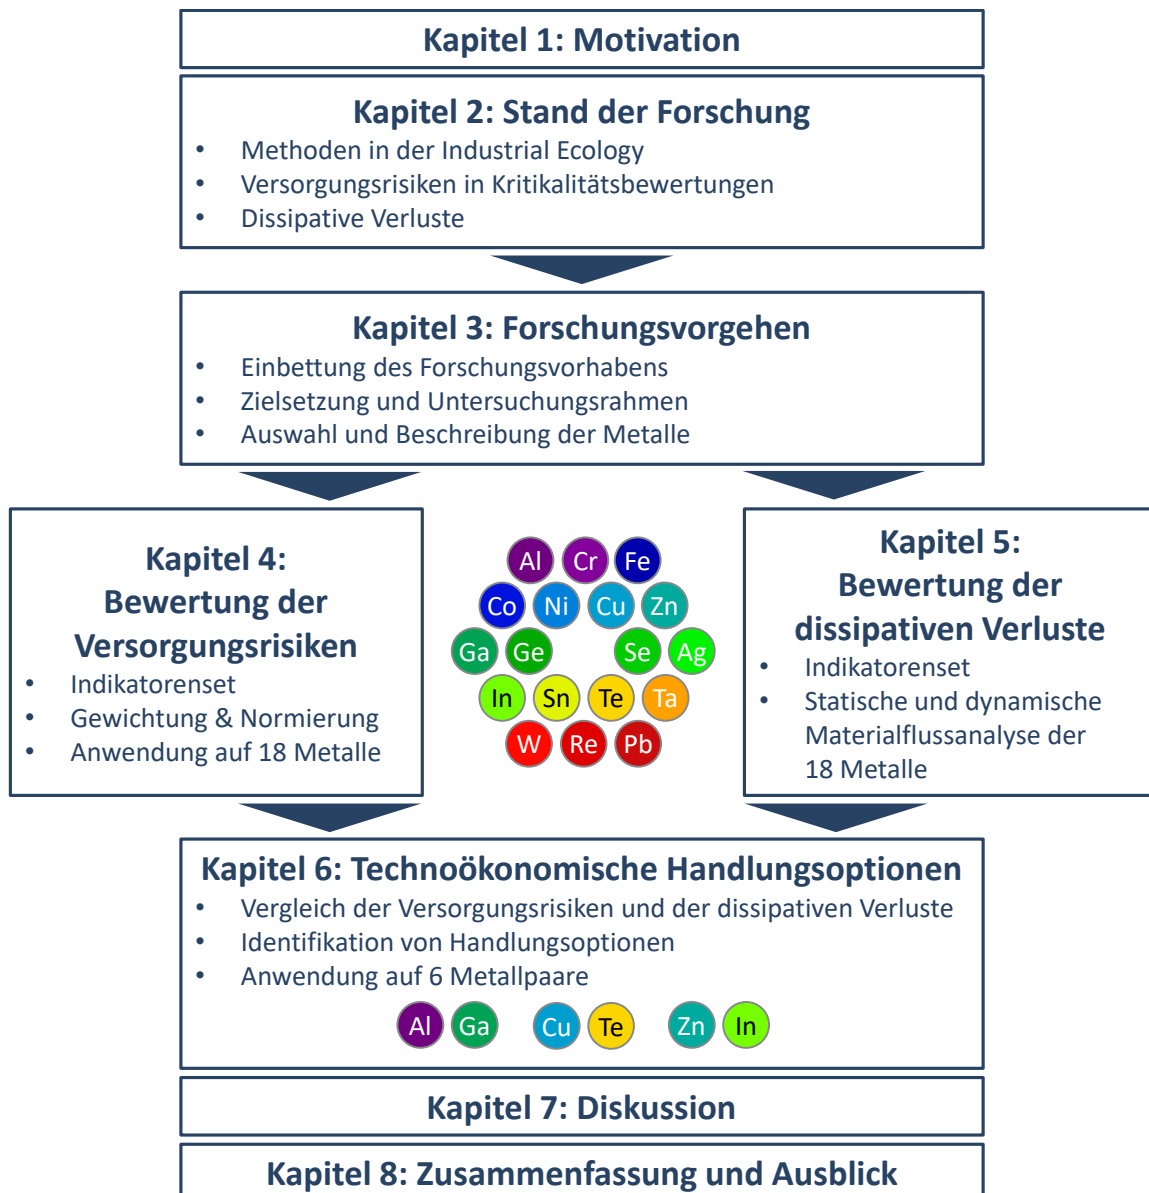 Kapitel 1: Motivation
Kapitel 2: Stand der Forschung
• Methoden in der Industrial Ecology
• Versorgungsrisiken in Kritikalitätsbewertungen
• Dissipative Verluste
Kapitel 3: Forschungsvorgehen
• Einbettung des Forschungsvorhabens
• Zielsetzung und Untersuchungsrahmen
• Auswahl und Beschreibung der Metalle
Kapitel 4:
Bewertung der
Versorgungsrisiken
• Indikatorenset
• Gewichtung & Normierung
• Anwendung auf 18 Metalle
Al Cr Fe
Co Ni Cu Zn
Ga Ge Se Ag
In Sn Te Ta
W Re Pb
Kapitel 5:
Bewertung der
dissipativen Verluste
• Indikatorenset
• Statische und dynamische
Materialflussanalyse der
18 Metalle
Kapitel 6: Technoökonomische Handlungsoptionen
• Vergleich der Versorgungsrisiken und der dissipativen Verluste
• Identifikation von Handlungsoptionen
• Anwendung auf 6 Metallpaare
Al Ga Cu Te Zn In
Kapitel 7: Diskussion
Kapitel 8: Zusammenfassung und Ausblick